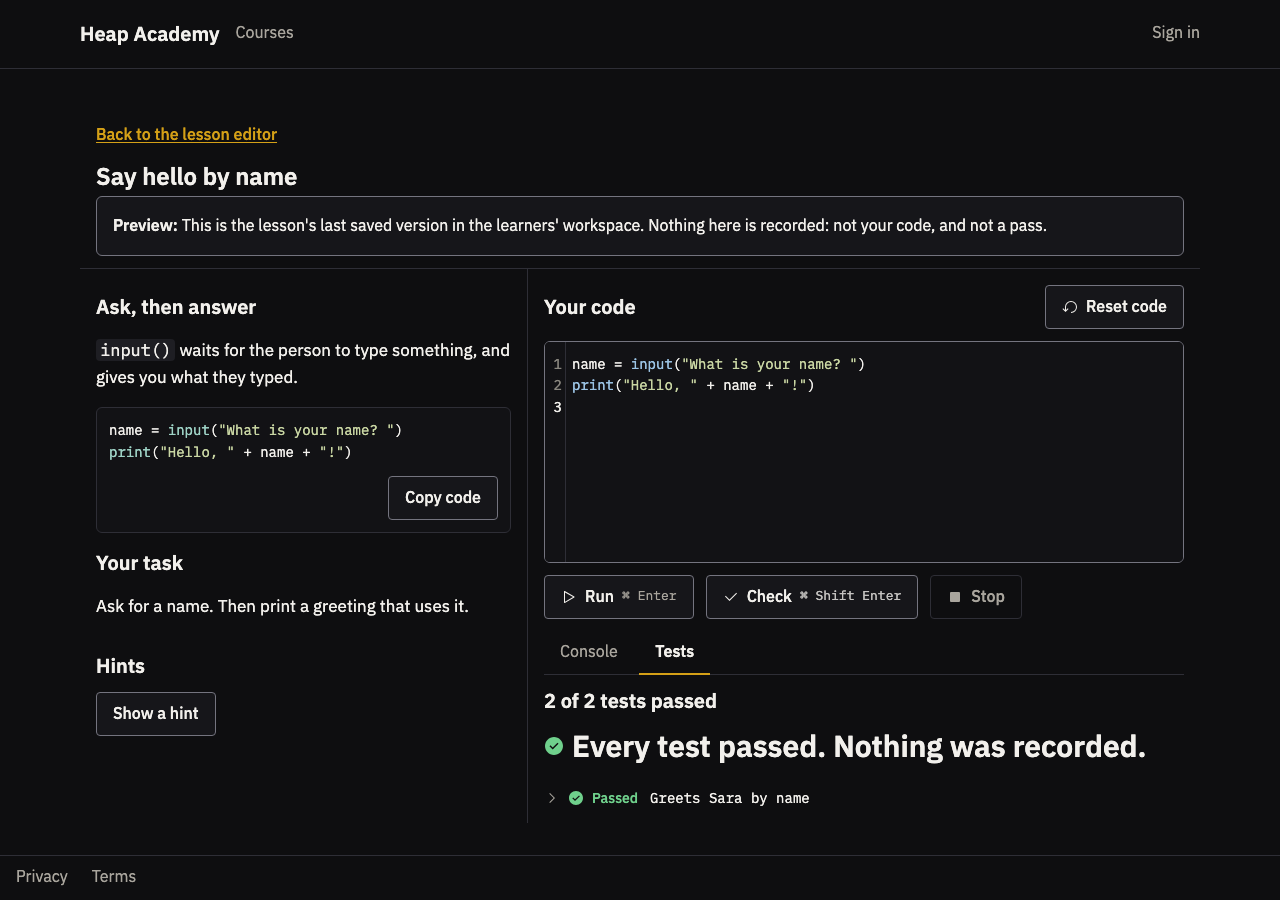 Heap Academy Courses Sign in
Back to the lesson editor
Say hello by name
Preview: This is the lesson's last saved version in the learners' workspace. Nothing here is recorded: not your code, and not a pass.
Ask, then answer
input() waits for the person to type something, and
gives you what they typed.
name = input("What is your name? ")
print("Hello, " + name + "!")
Copy code
Your task
Ask for a name. Then print a greeting that uses it.
Hints
Show a hint
Your code
Reset code
1 name = input("What is your name? ")
2 print("Hello, " + name + "!")
3
Run ⌘ Enter Check ⌘ Shift Enter Stop
Console Tests
2 of 2 tests passed
Every test passed. Nothing was recorded.
Passed Greets Sara by name
Privacy Terms